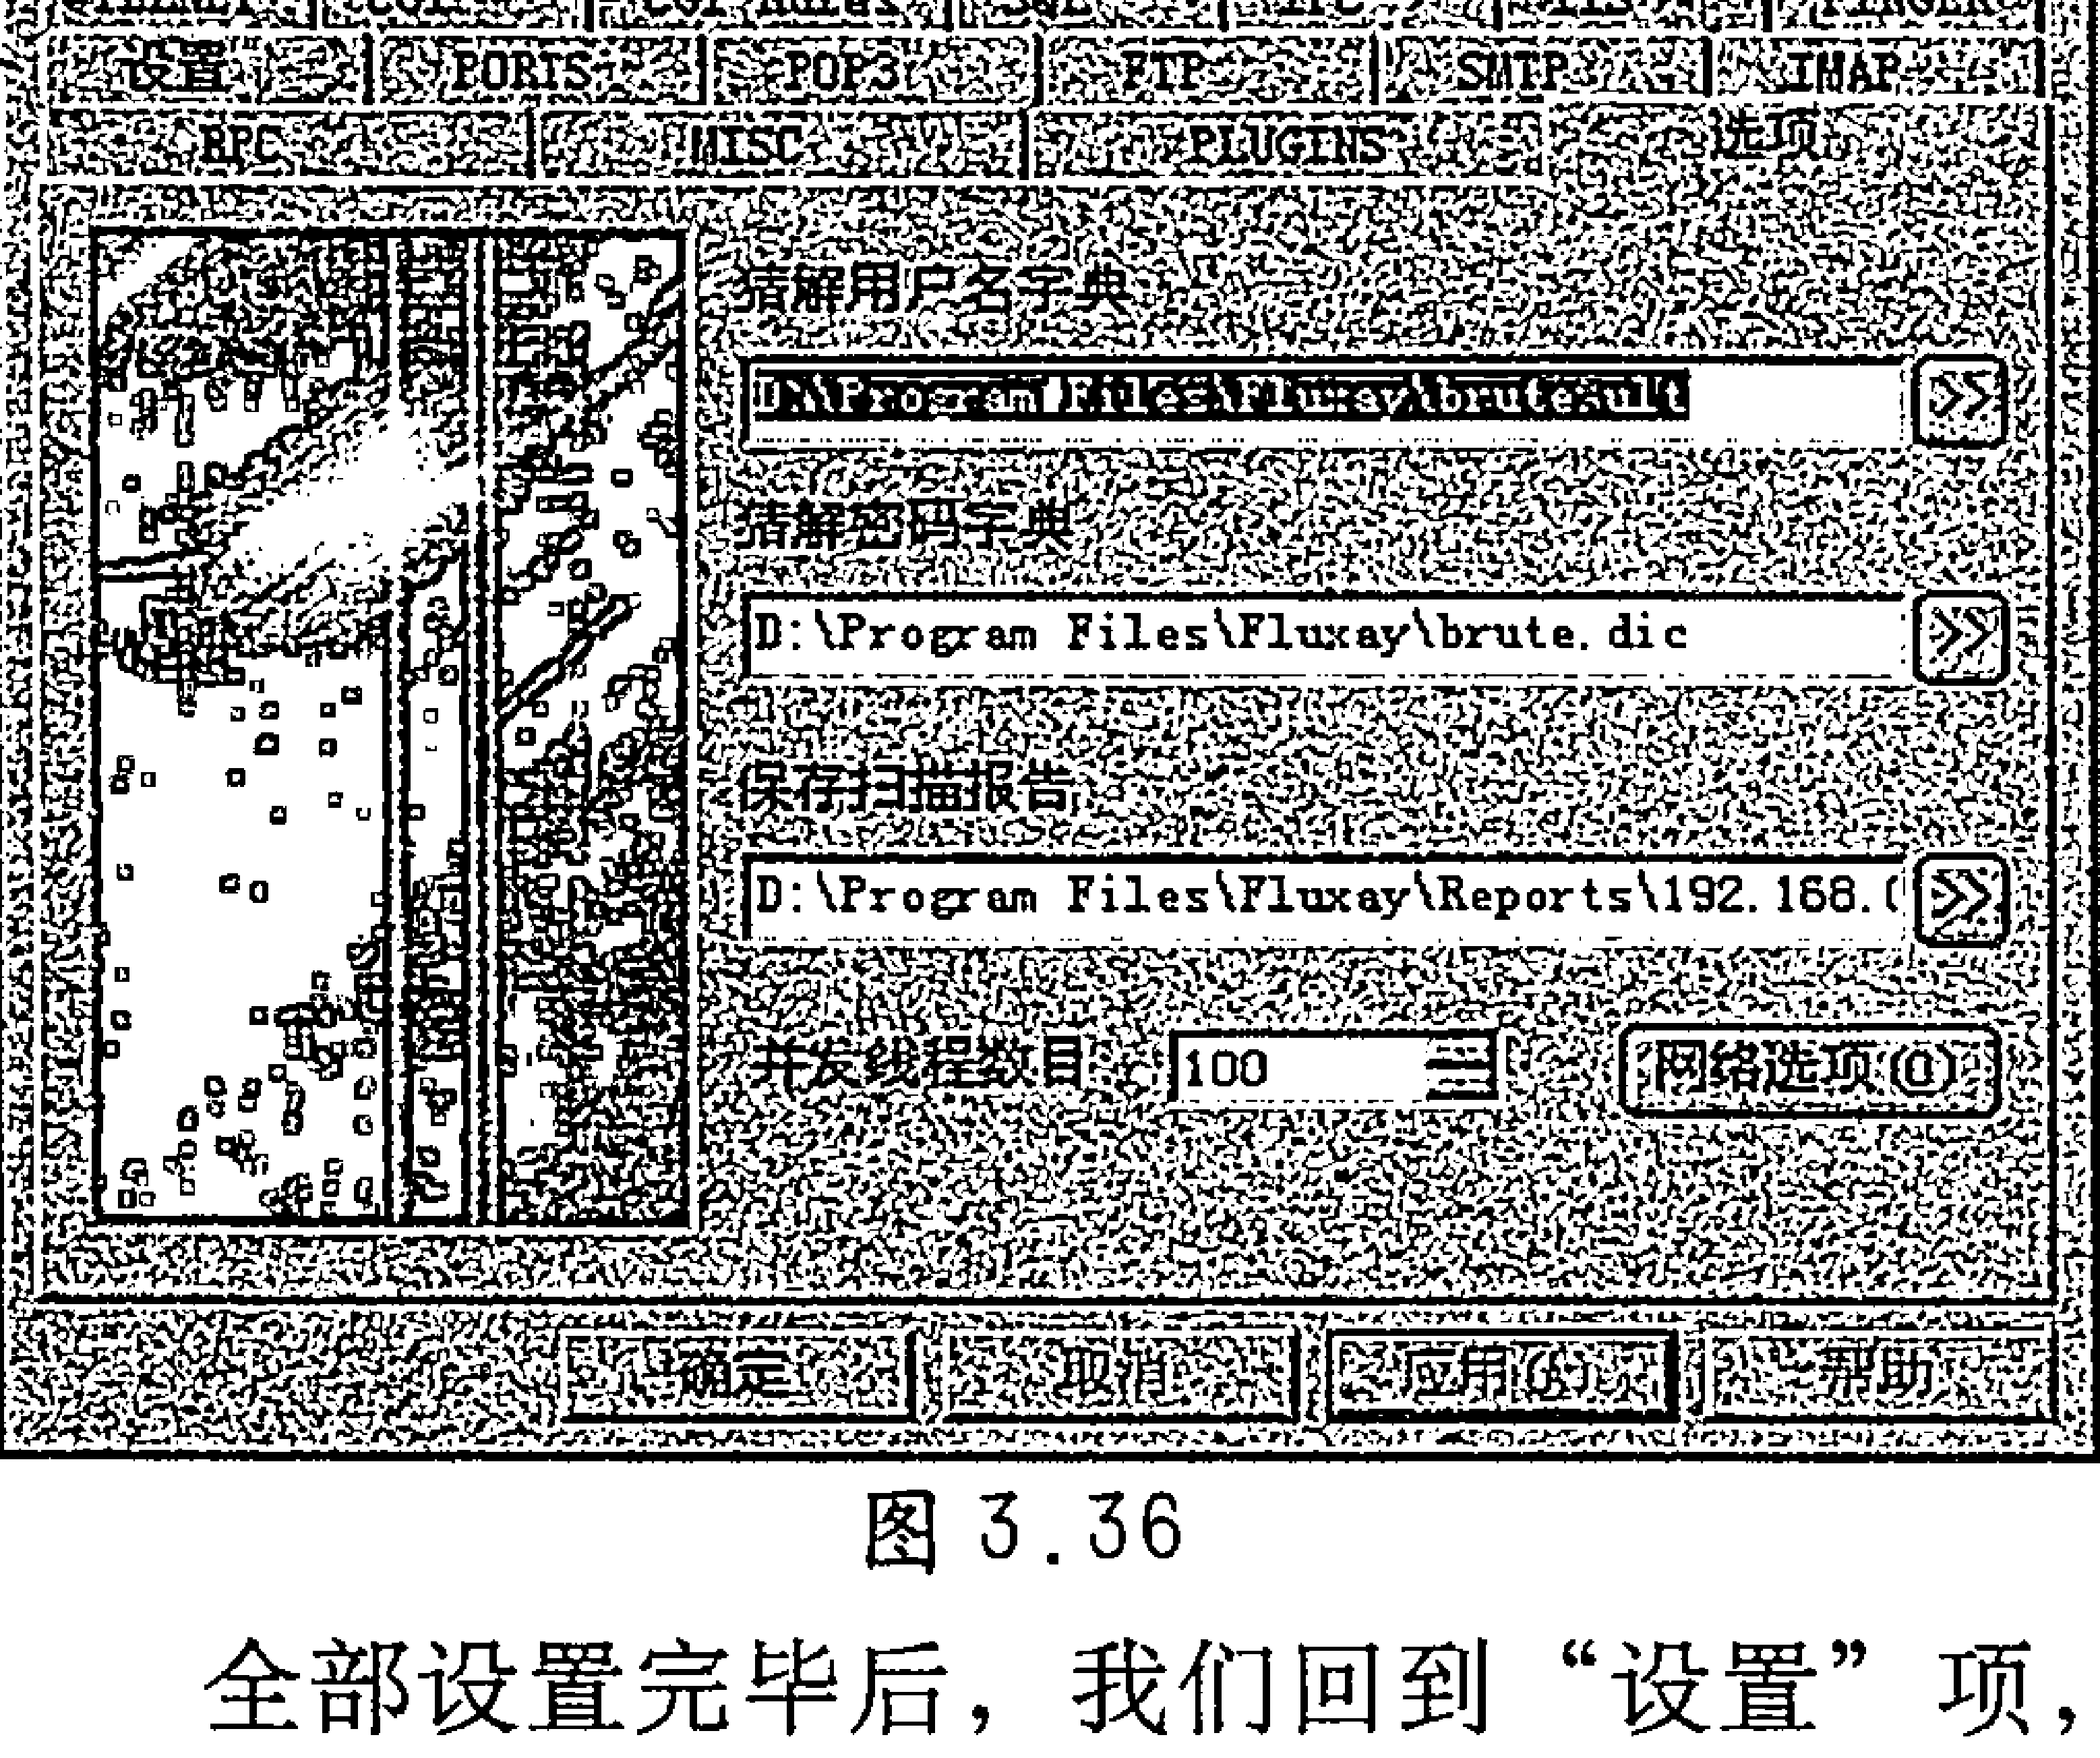 设置 PORTS POP3 FTP SMTP IMAP
RPC MISC PLUGINS 选项
猜解用户名字典
D:\Program Files\Fluxay\brute.ult
>>
猜解密码字典
D:\Program Files\Fluxay\brute.dic
>>
保存扫描报告
D:\Program Files\Fluxay\Reports\192.168.
>>
并发线程数目 100 网络选项(O)
确定 取消 应用(A) 帮助
图 3.36
全部设置完毕后，我们回到“设置”项，